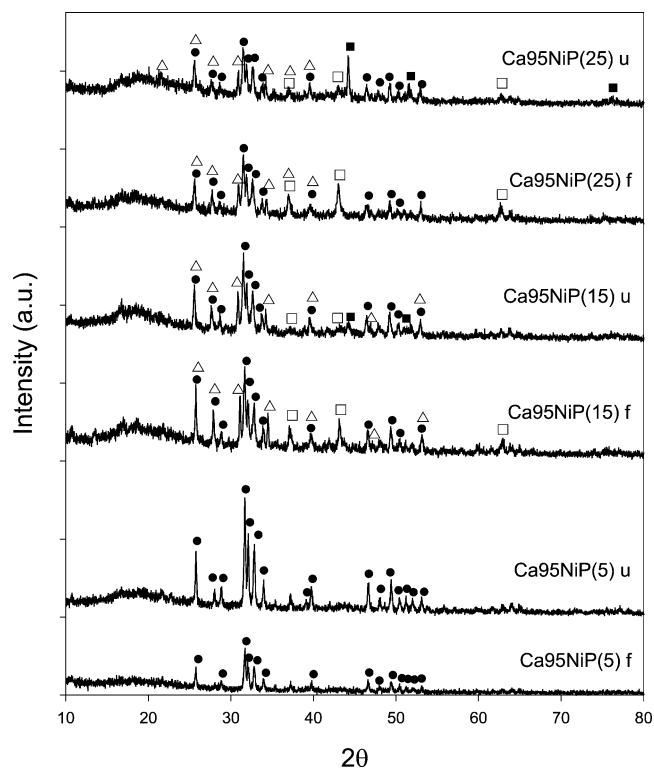 Ca95NiP(25) u
Ca95NiP(25) f
Ca95NiP(15) u
Ca95NiP(15) f
Ca95NiP(5) u
Ca95NiP(5) f
Intensity (a.u.)
10 20 30 40 50 60 70 80
2θ